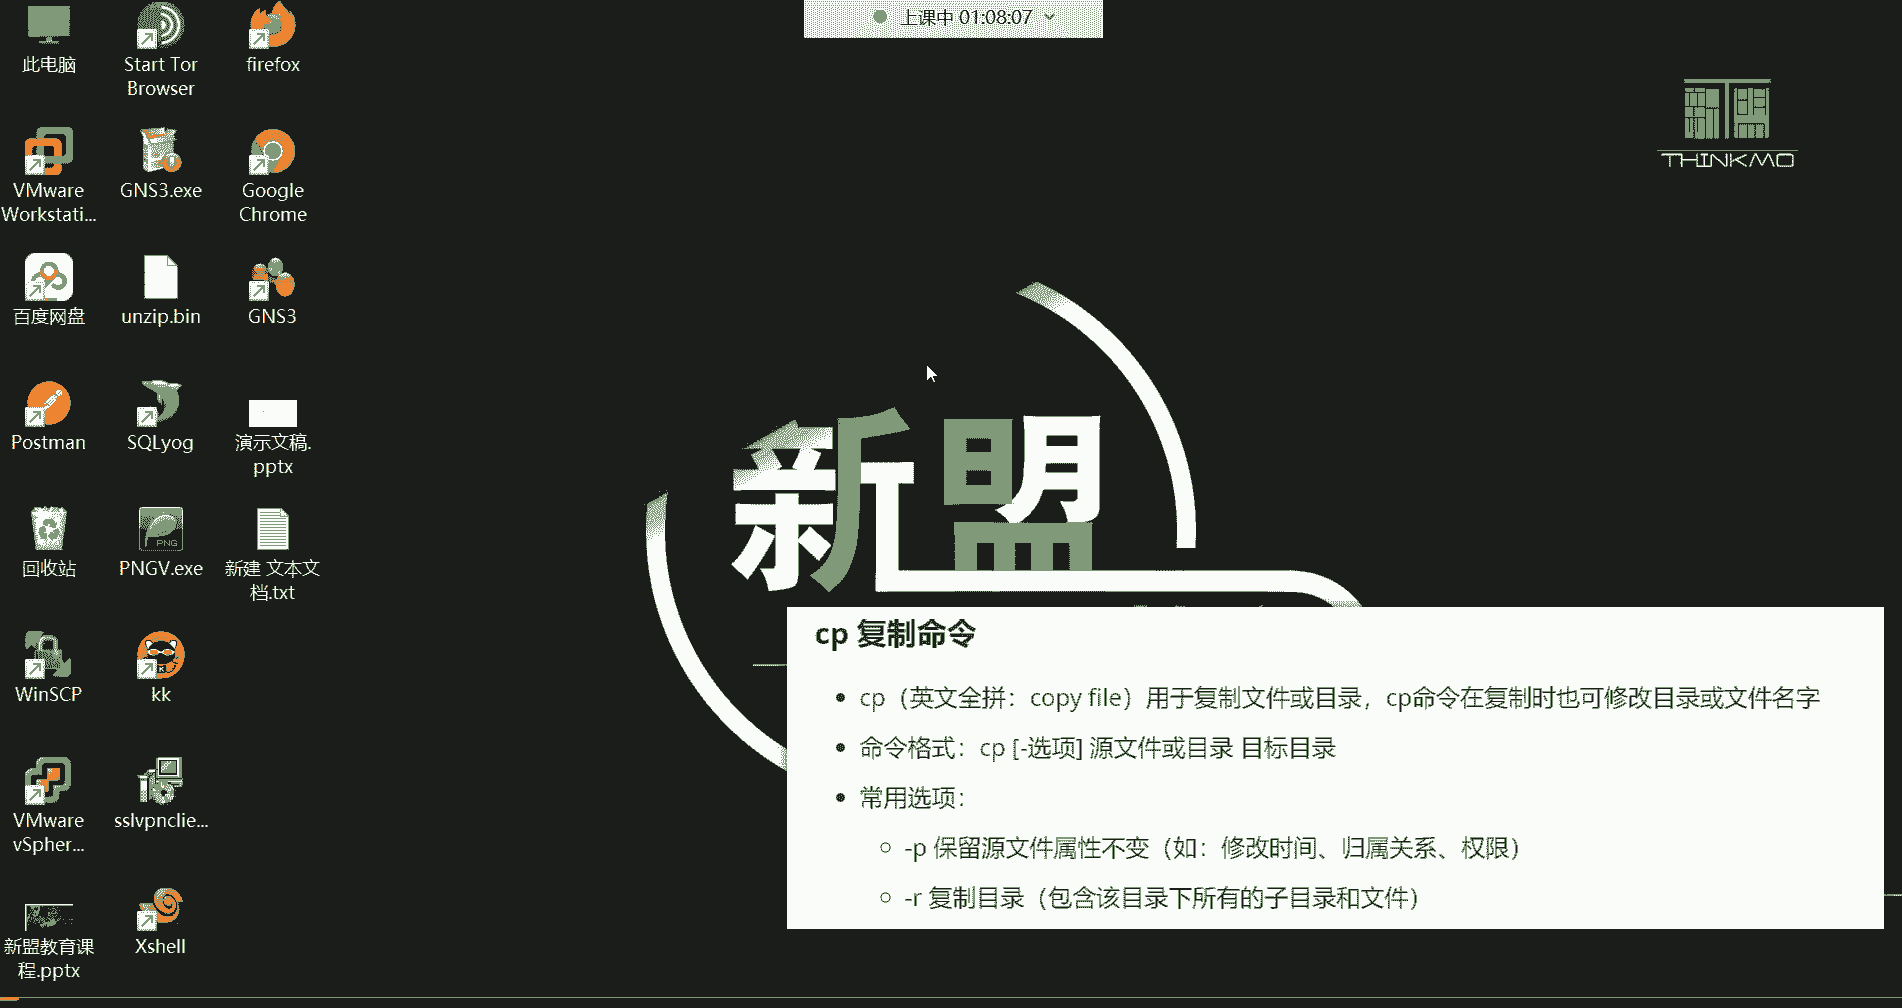 上课中 01:08:07
此电脑
Start Tor
Browser
firefox
THINKMO
VMware
Workstati...
GNS3.exe
Google
Chrome
百度网盘
unzip.bin
GNS3
Postman
SQLyog
演示文稿.
pptx
新盟
回收站
PNG
PNGV.exe
新建 文本文
档.txt
WinSCP
kk
VMware
vSpher...
sslvpnclie...
新盟教育课
程.pptx
Xshell
cp 复制命令
• cp（英文全拼：copy file）用于复制文件或目录，cp命令在复制时也可修改目录或文件名字
• 命令格式：cp [-选项] 源文件或目录 目标目录
• 常用选项：
○ -p 保留源文件属性不变（如：修改时间、归属关系、权限）
○ -r 复制目录（包含该目录下所有的子目录和文件）